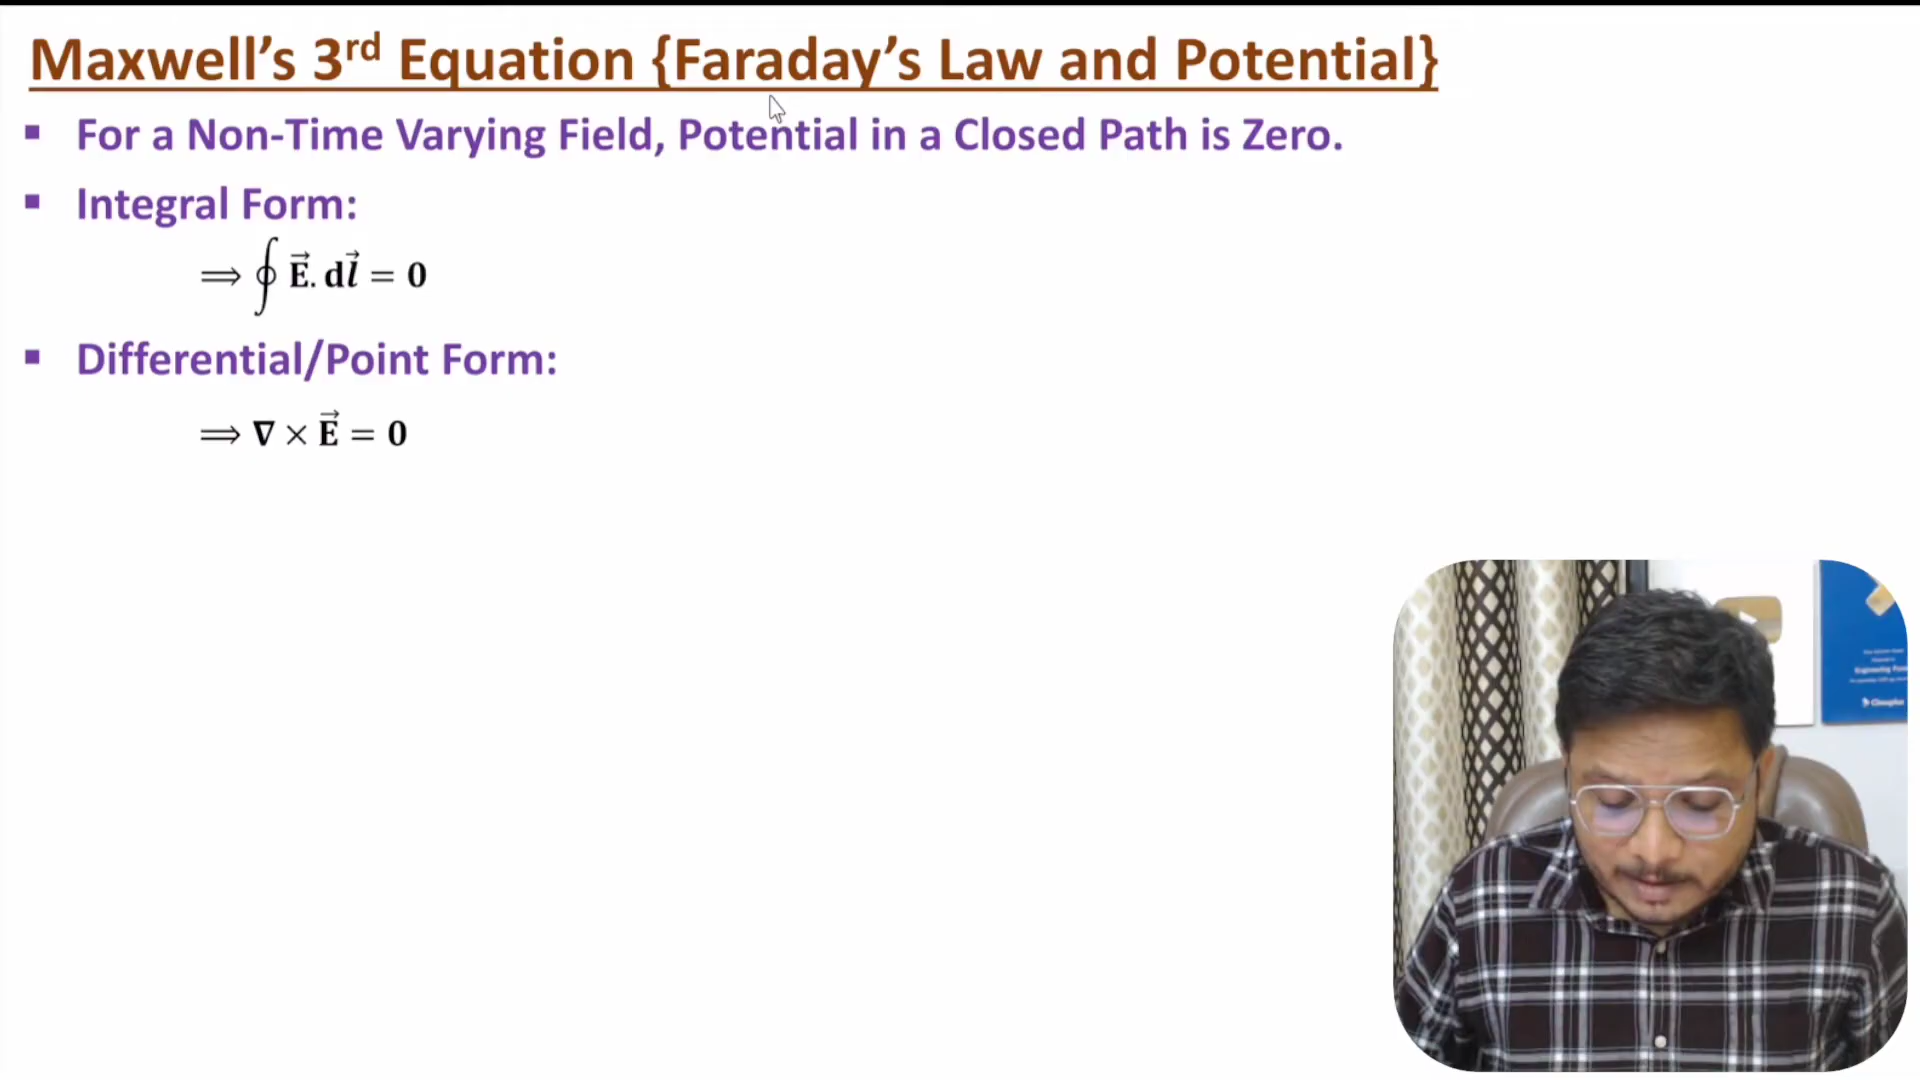 Maxwell’s 3rd Equation {Faraday’s Law and Potential}
▪ For a Non-Time Varying Field, Potential in a Closed Path is Zero.
▪ Integral Form:
⟹ ∮ E⃗. dl⃗ = 0
▪ Differential/Point Form:
⟹ ∇ × E⃗ = 0